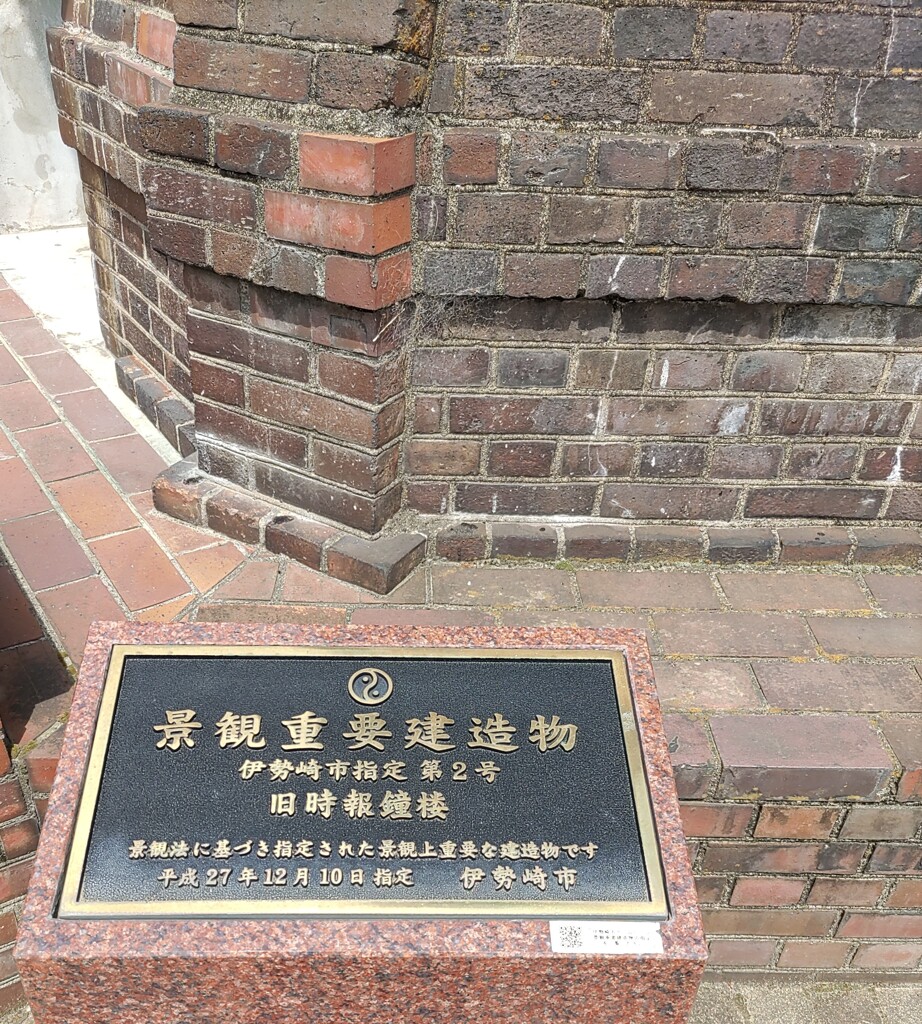 景観重要建造物
伊勢崎市指定 第2号
旧時報鐘楼
景観法に基づき指定された景観上重要な建造物です
平成27年12月10日指定 伊勢崎市